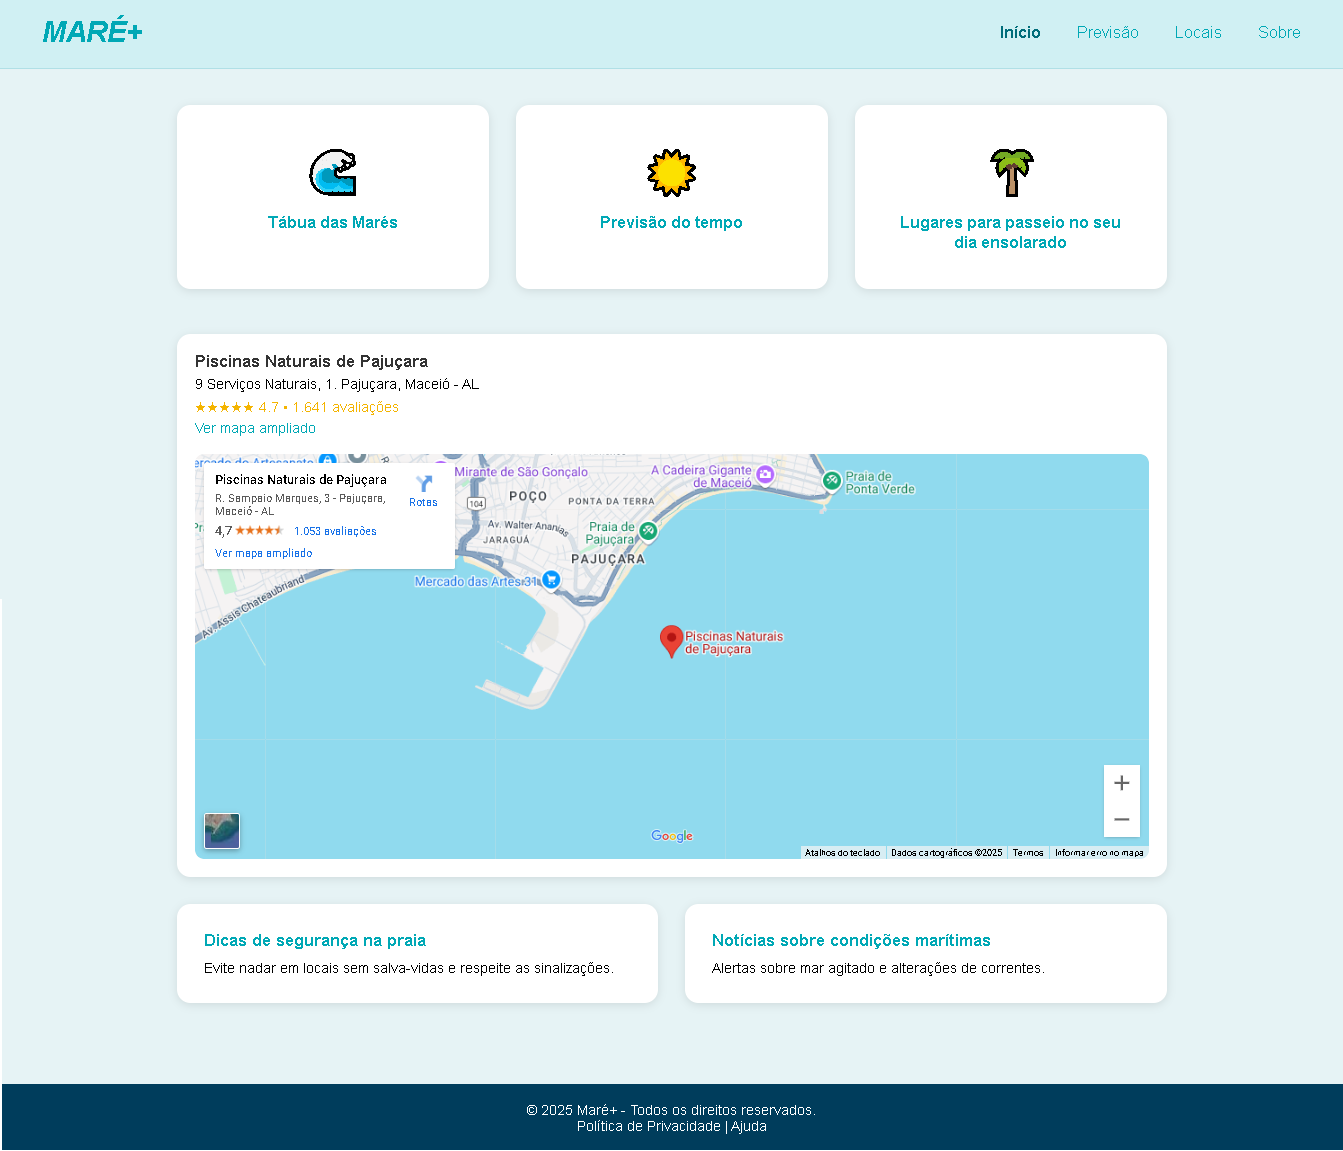 MARÉ+
Início Previsão Locais Sobre
Tábua das Marés
Previsão do tempo
Lugares para passeio no seu
dia ensolarado
Piscinas Naturais de Pajuçara
9 Serviços Naturais, 1. Pajuçara, Maceió - AL
★★★★★ 4.7 • 1.641 avaliações
Ver mapa ampliado
Piscinas Naturais de Pajuçara
R. Sampaio Marques, 3 - Pajuçara,
Maceió - AL
4,7 1.053 avaliações
Ver mapa ampliado
Rotas
Mercado do Artesanato
Mirante de São Gonçalo
A Cadeira Gigante
de Maceió
Praia de
Ponta Verde
POÇO
104
PONTA DA TERRA
Av. Walter Ananias
JARAGUÁ
Praia de
Pajuçara
PAJUÇARA
Mercado das Artes 31
Av. Assis Chateaubriand
Piscinas Naturais
de Pajuçara
Google
Atalhos do teclado Dados cartográficos ©2025 Termos Informar erro no mapa
Dicas de segurança na praia
Evite nadar em locais sem salva-vidas e respeite as sinalizações.
Notícias sobre condições marítimas
Alertas sobre mar agitado e alterações de correntes.
© 2025 Maré+ - Todos os direitos reservados.
Política de Privacidade | Ajuda